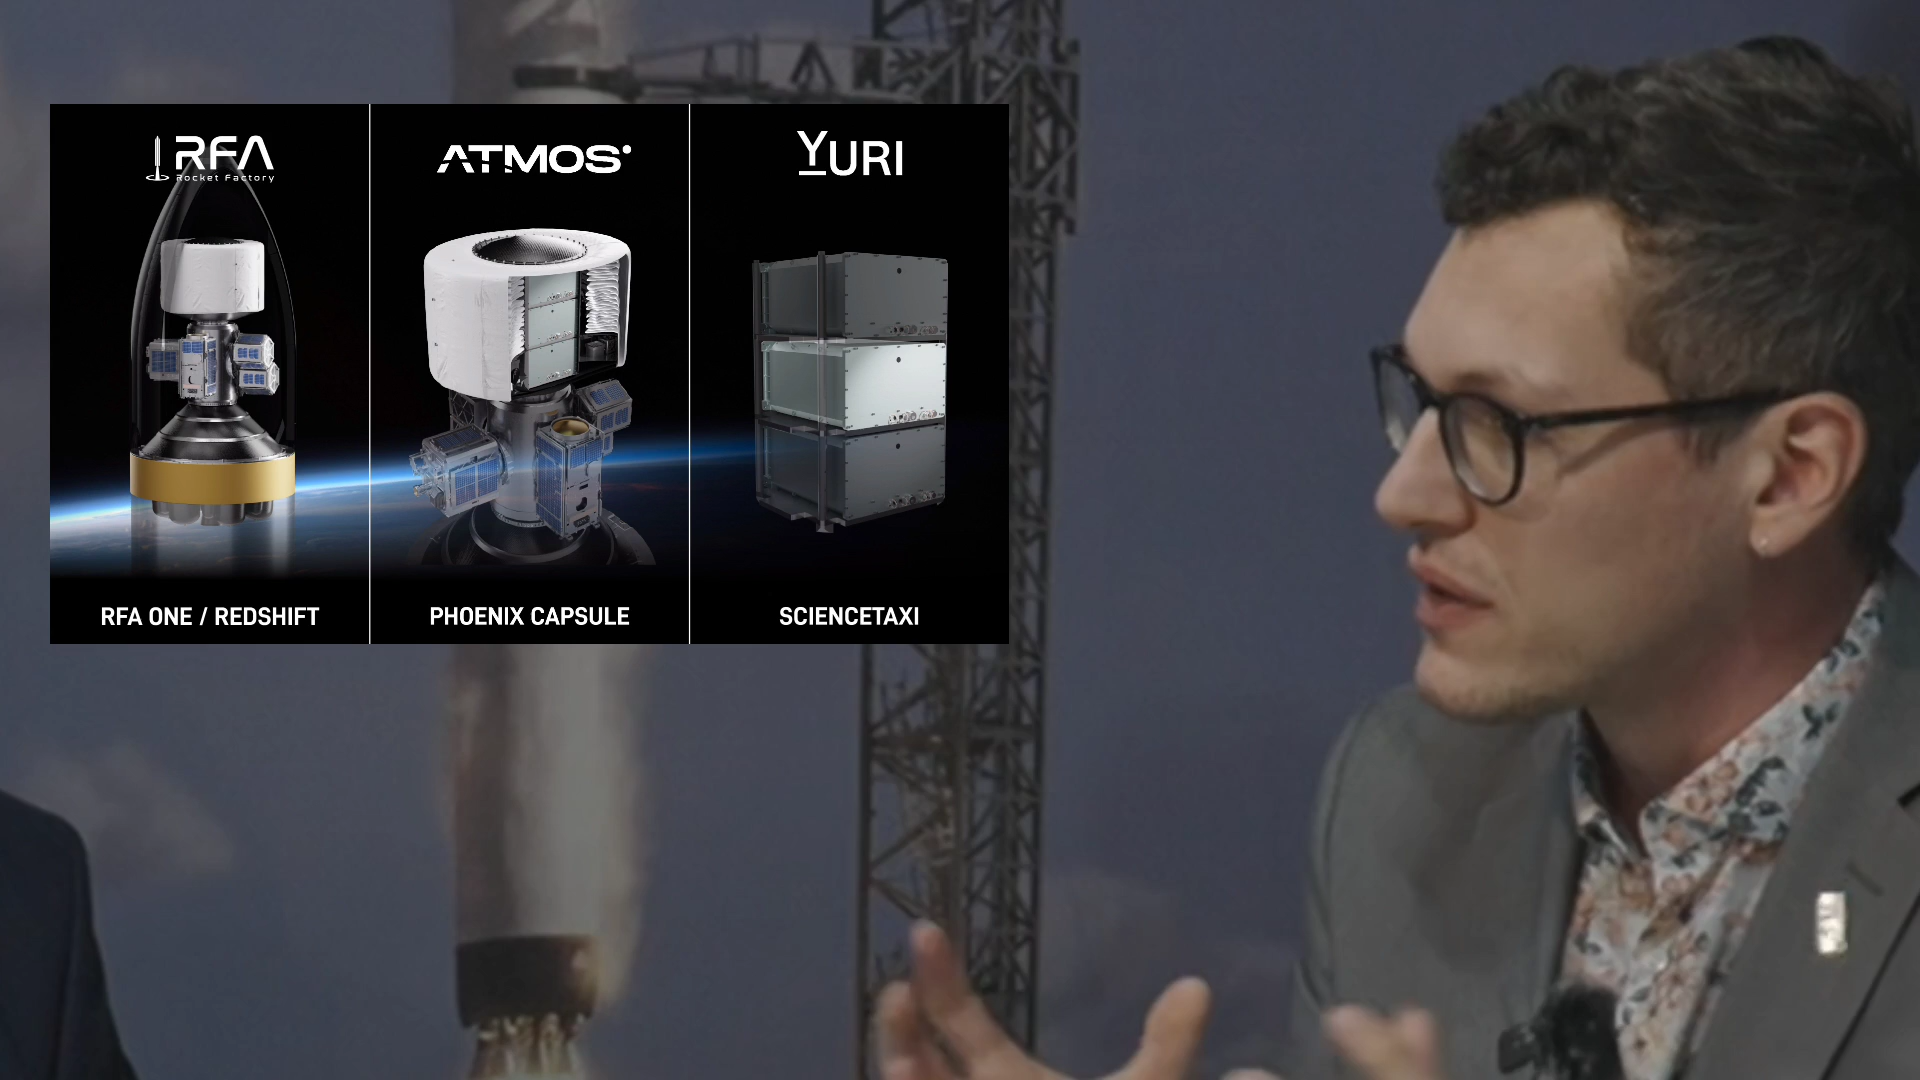 RFA
Rocket Factory
ATMOS
YURI
RFA ONE / REDSHIFT
PHOENIX CAPSULE
SCIENCETAXI